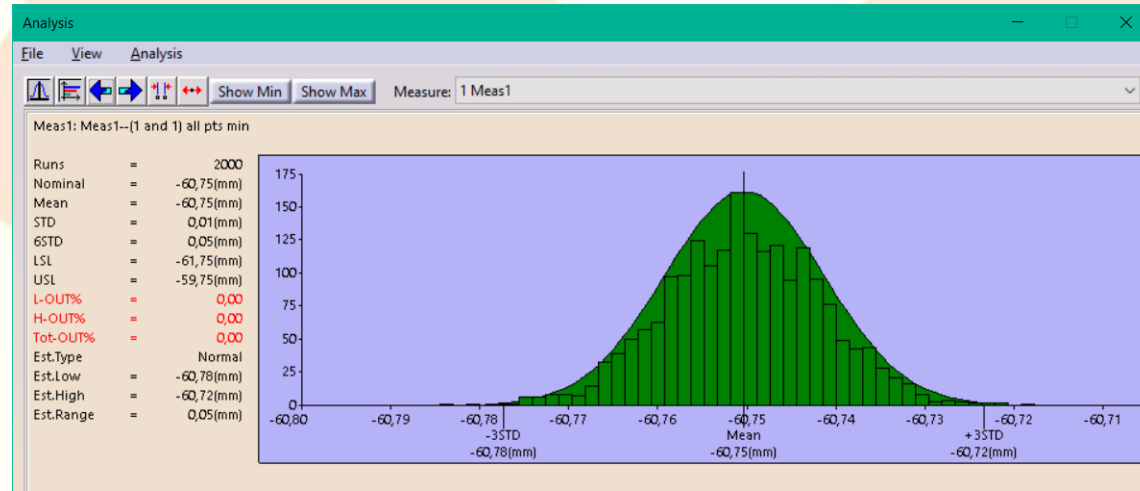 Analysis
File View Analysis
Show Min Show Max Measure: 1 Meas1
Meas1: Meas1--(1 and 1) all pts min
Runs = 2000
Nominal = -60,75(mm)
Mean = -60,75(mm)
STD = 0,01(mm)
6STD = 0,05(mm)
LSL = -61,75(mm)
USL = -59,75(mm)
L-OUT% = 0,00
H-OUT% = 0,00
Tot-OUT% = 0,00
Est.Type Normal
Est.Low = -60,78(mm)
Est.High = -60,72(mm)
Est.Range = 0,05(mm)
175
150
125
100
75
50
25
0
-60,80 -60,79 -60,78 -60,77 -60,76 -60,75 -60,74 -60,73 -60,72 -60,71
-3STD Mean +3STD
-60,78(mm) -60,75(mm) -60,72(mm)